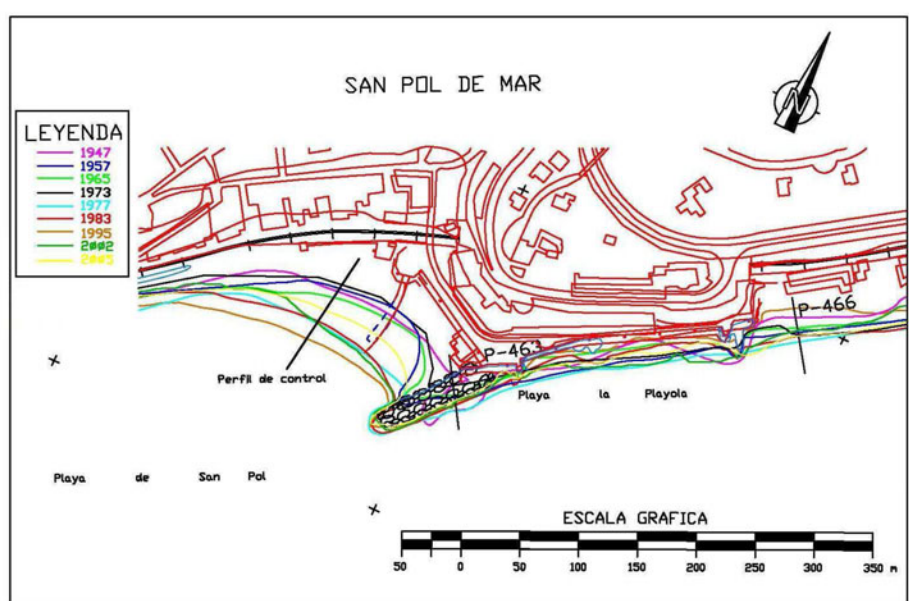 SAN POL DE MAR
N
LEYENDA
1947
1957
1965
1973
1977
1983
1995
2002
2005
P-466
P-463
Perfil de control
Playa la Playola
Playa de San Pol
ESCALA GRAFICA
50 0 50 100 150 200 250 300 350 m